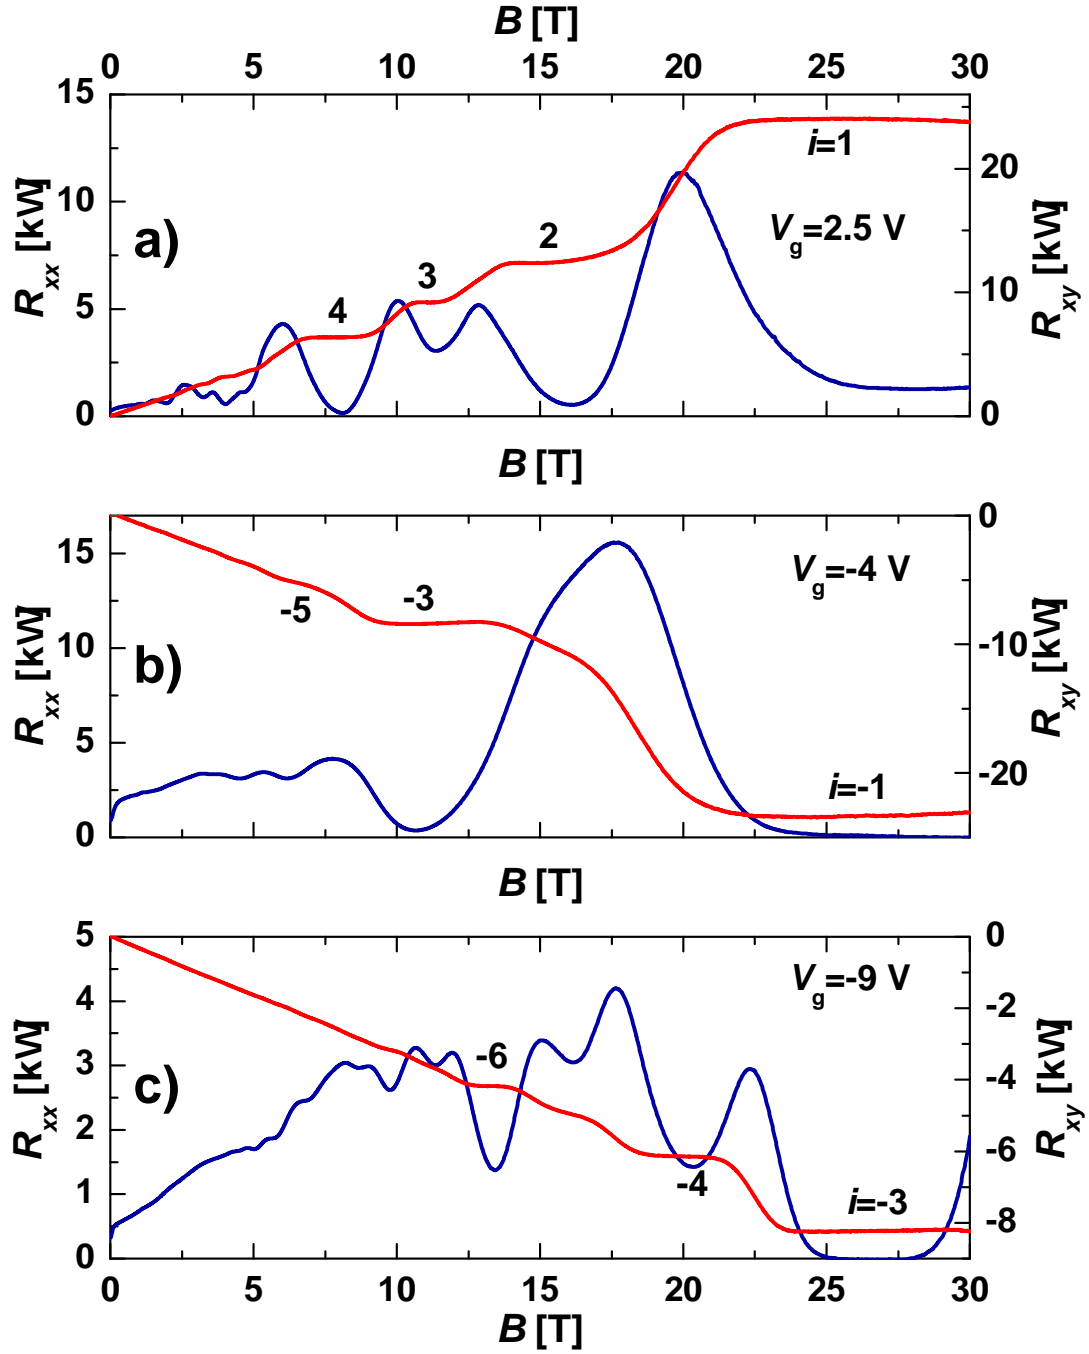 B [T]
0 5 10 15 20 25 30
15
10
5
0
R_xx [kW]
a)
4
3
2
i=1
V_g=2.5 V
20
10
0
R_xy [kW]
B [T]
15
10
5
0
R_xx [kW]
b)
-5
-3
i=-1
V_g=-4 V
0
-10
-20
R_xy [kW]
B [T]
5
4
3
2
1
0
R_xx [kW]
c)
-6
-4
i=-3
V_g=-9 V
0
-2
-4
-6
-8
R_xy [kW]
0 5 10 15 20 25 30
B [T]